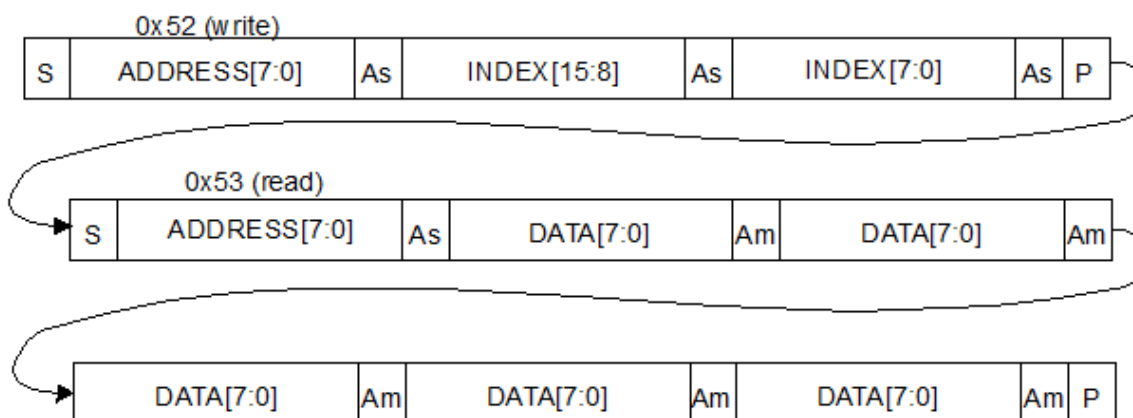 0x52 (write)
S ADDRESS[7:0] As INDEX[15:8] As INDEX[7:0] As P
0x53 (read)
S ADDRESS[7:0] As DATA[7:0] Am DATA[7:0] Am
DATA[7:0] Am DATA[7:0] Am DATA[7:0] Am P